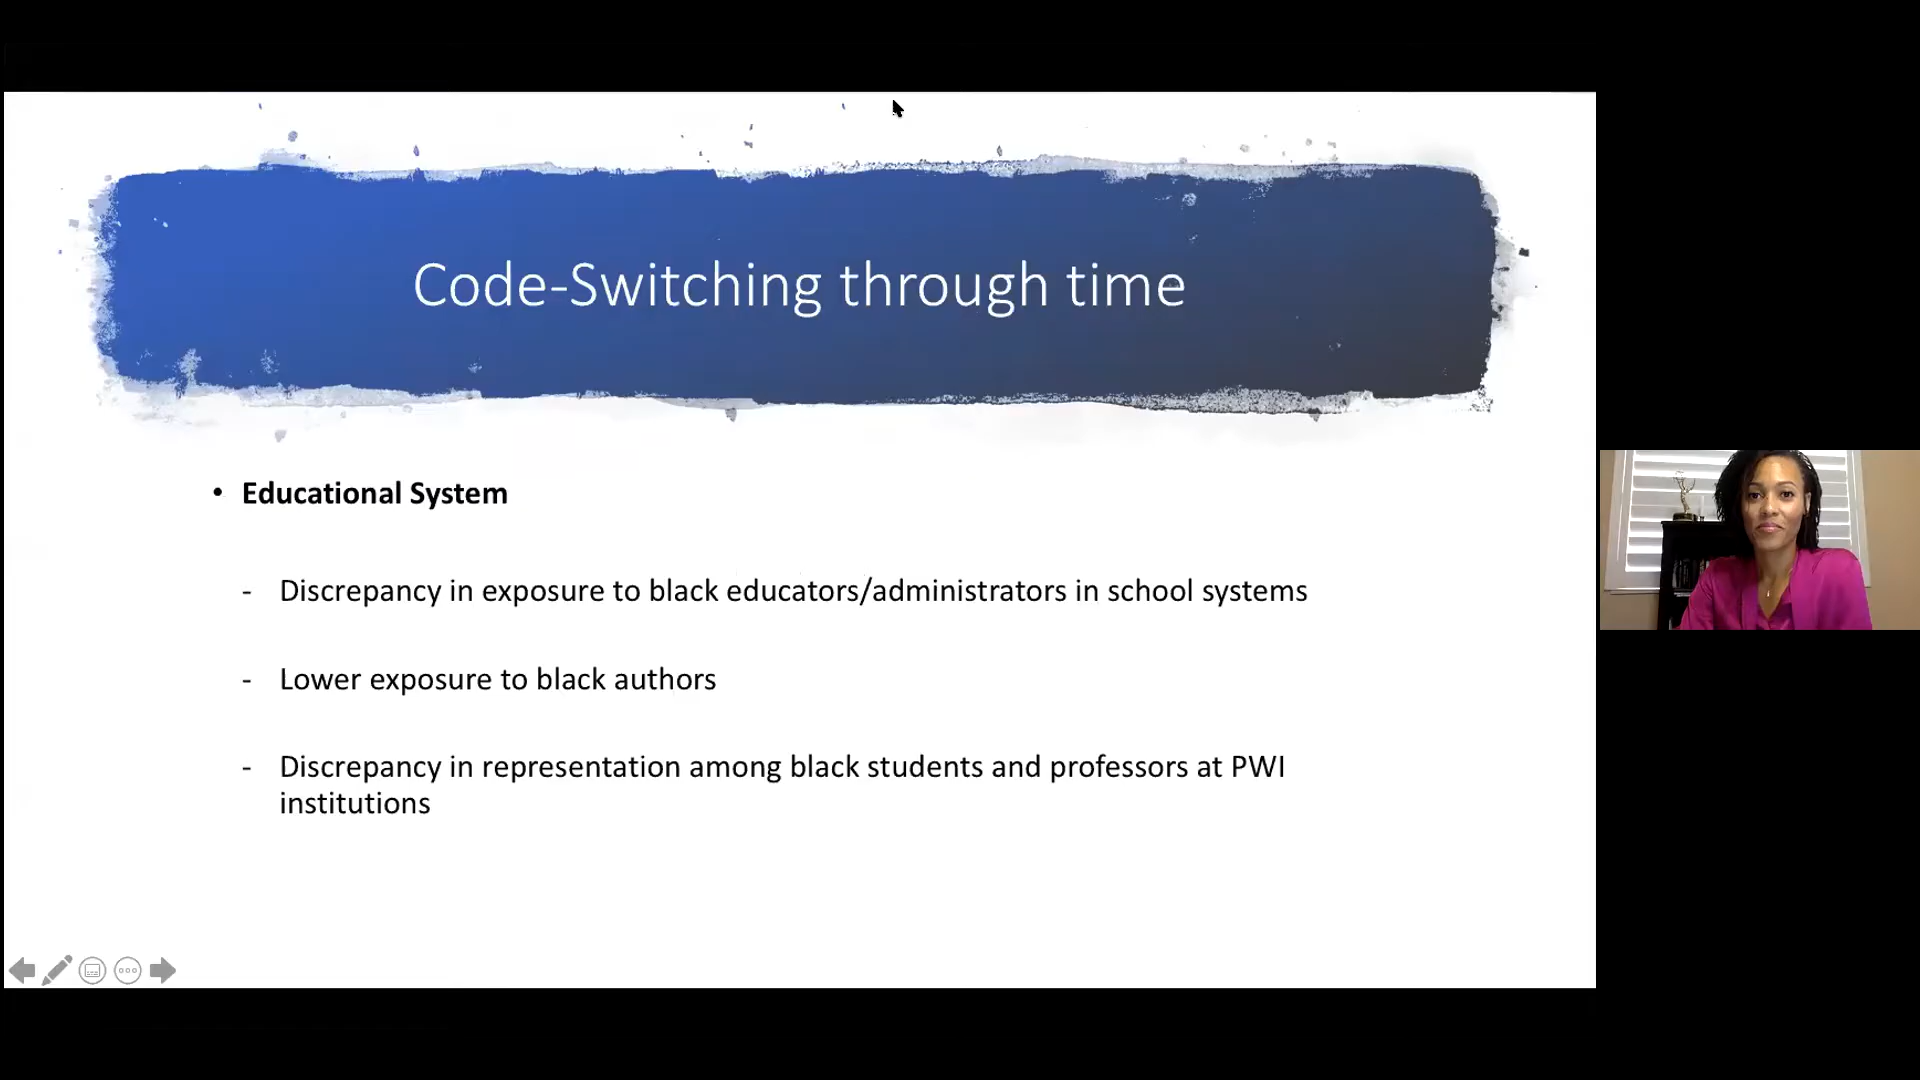 Code-Switching through time
• Educational System
- Discrepancy in exposure to black educators/administrators in school systems
- Lower exposure to black authors
- Discrepancy in representation among black students and professors at PWI
institutions